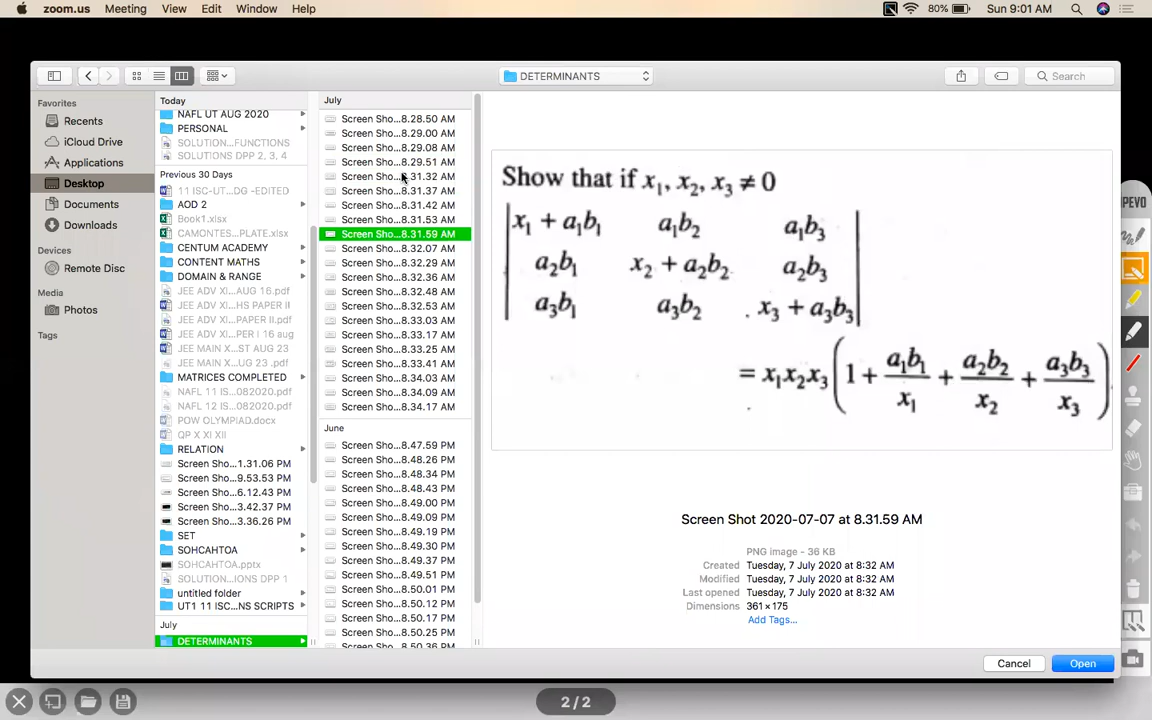 zoom.us Meeting View Edit Window Help 80% Sun 9:01 AM
DETERMINANTS Search
Favorites
Recents
iCloud Drive
Applications
Desktop
Documents
Downloads
Devices
Remote Disc
Media
Photos
Tags
Today
NAFL UT AUG 2020
PERSONAL
SOLUTION...FUNCTIONS
SOLUTIONS DPP 2, 3, 4
Previous 30 Days
11 ISC-UT...DG -EDITED
AOD 2
Book1.xlsx
CAMONTES...PLATE.xlsx
CENTUM ACADEMY
CONTENT MATHS
DOMAIN & RANGE
JEE ADV XI...AUG 16.pdf
JEE ADV XI...HS PAPER II
JEE ADV XI...PAPER II.pdf
JEE ADV XI...PER I 16 aug
JEE MAIN X...ST AUG 23
JEE MAIN X...UG 23 .pdf
MATRICES COMPLETED
NAFL 11 IS...082020.pdf
NAFL 12 IS...082020.pdf
POW OLYMPIAD.docx
QP X XI XII
RELATION
Screen Sho...1.31.06 PM
Screen Sho...9.53.53 PM
Screen Sho...6.12.43 PM
Screen Sho...3.42.37 PM
Screen Sho...3.36.26 PM
SET
SOHCAHTOA
SOHCAHTOA.pptx
SOLUTION...IONS DPP 1
untitled folder
UT1 11 ISC...NS SCRIPTS
July
DETERMINANTS
July
Screen Sho...8.28.50 AM
Screen Sho...8.29.00 AM
Screen Sho...8.29.08 AM
Screen Sho...8.29.51 AM
Screen Sho...8.31.32 AM
Screen Sho...8.31.37 AM
Screen Sho...8.31.42 AM
Screen Sho...8.31.53 AM
Screen Sho...8.31.59 AM
Screen Sho...8.32.07 AM
Screen Sho...8.32.29 AM
Screen Sho...8.32.36 AM
Screen Sho...8.32.48 AM
Screen Sho...8.32.53 AM
Screen Sho...8.33.03 AM
Screen Sho...8.33.17 AM
Screen Sho...8.33.25 AM
Screen Sho...8.33.41 AM
Screen Sho...8.34.03 AM
Screen Sho...8.34.09 AM
Screen Sho...8.34.17 AM
June
Screen Sho...8.47.59 PM
Screen Sho...8.48.26 PM
Screen Sho...8.48.34 PM
Screen Sho...8.48.43 PM
Screen Sho...8.49.00 PM
Screen Sho...8.49.09 PM
Screen Sho...8.49.19 PM
Screen Sho...8.49.30 PM
Screen Sho...8.49.37 PM
Screen Sho...8.49.51 PM
Screen Sho...8.50.01 PM
Screen Sho...8.50.12 PM
Screen Sho...8.50.17 PM
Screen Sho...8.50.25 PM
Screen Sho...8.50.36 PM
Show that if x₁, x₂, x₃ ≠ 0
| x₁ + a₁b₁ a₁b₂ a₁b₃ |
| a₂b₁ x₂ + a₂b₂ a₂b₃ |
| a₃b₁ a₃b₂ x₃ + a₃b₃ |
= x₁x₂x₃ (1 + a₁b₁/x₁ + a₂b₂/x₂ + a₃b₃/x₃)
Screen Shot 2020-07-07 at 8.31.59 AM
PNG image - 36 KB
Created Tuesday, 7 July 2020 at 8:32 AM
Modified Tuesday, 7 July 2020 at 8:32 AM
Last opened Tuesday, 7 July 2020 at 8:32 AM
Dimensions 361×175
Add Tags...
Cancel Open
2 / 2